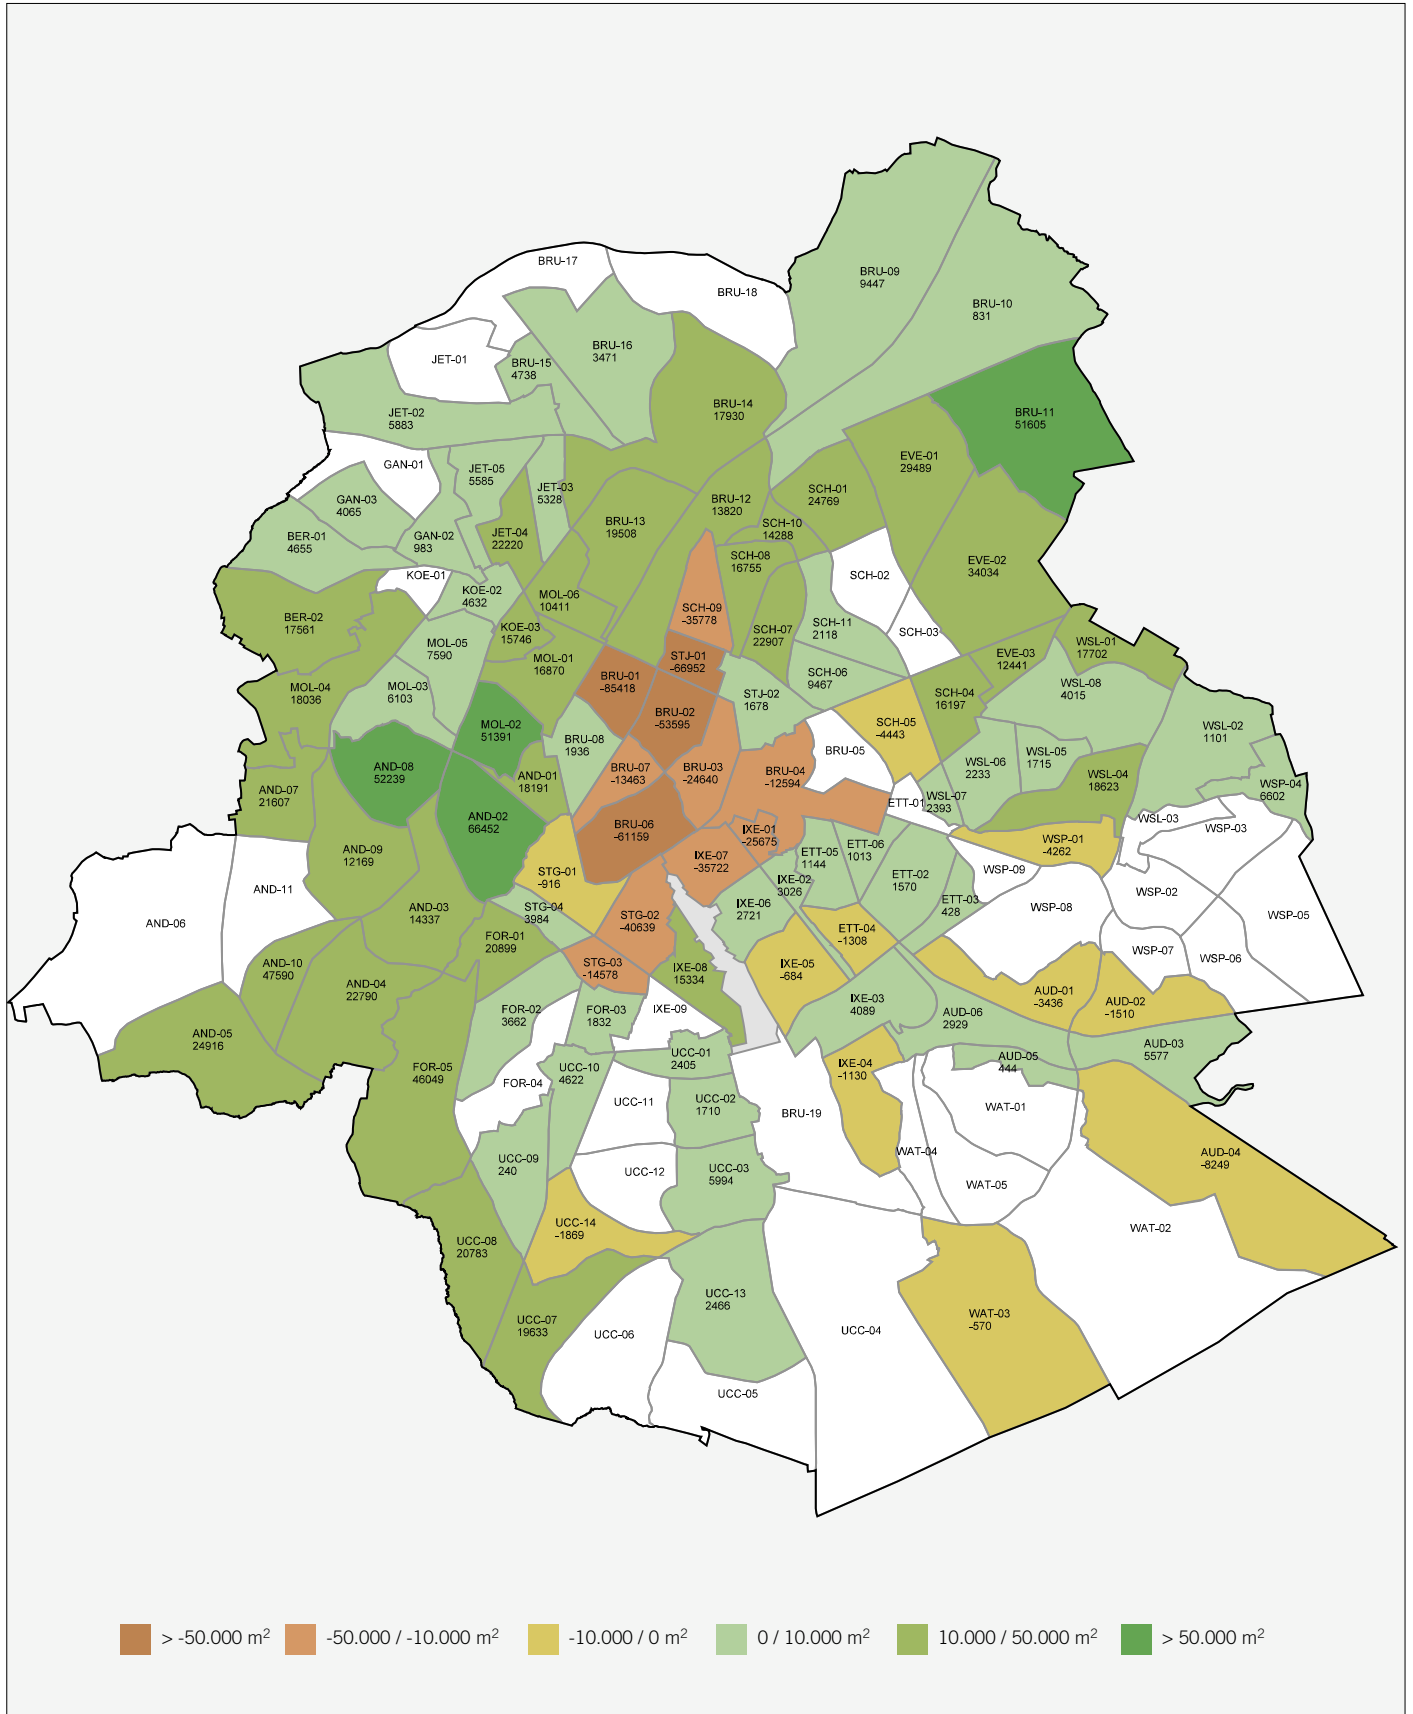 BRU-17
BRU-18
BRU-09
9447
BRU-10
831
BRU-16
3471
JET-01
BRU-15
4738
BRU-14
17930
BRU-11
51605
JET-02
5883
EVE-01
29489
GAN-01
JET-05
5585
JET-03
5328
SCH-01
24769
GAN-03
4065
BRU-12
13820
BRU-13
19508
SCH-10
14288
BER-01
4655
GAN-02
983
JET-04
22220
SCH-08
16755
EVE-02
34034
KOE-01
SCH-02
KOE-02
4632
MOL-06
10411
SCH-09
-35778
BER-02
17561
KOE-03
15746
SCH-07
22907
SCH-11
2118
SCH-03
MOL-05
7590
MOL-01
16870
STJ-01
-66952
EVE-03
12441
WSL-01
17702
SCH-06
9467
BRU-01
-85418
MOL-04
18036
MOL-03
6103
STJ-02
1678
SCH-04
16197
WSL-08
4015
BRU-02
-53595
MOL-02
51391
SCH-05
-4443
WSL-02
1101
BRU-08
1936
BRU-05
WSL-06
2233
WSL-05
1715
AND-08
52239
BRU-07
-13463
BRU-03
-24640
BRU-04
-12594
AND-01
18191
WSL-04
18623
WSP-04
6602
AND-07
21607
WSL-07
2393
ETT-01
AND-02
66452
BRU-06
-61159
IXE-01
-25675
WSL-03
WSP-03
WSP-01
-4262
AND-09
12169
IXE-07
-35722
ETT-05
1144
ETT-06
1013
STG-01
-916
WSP-09
IXE-02
3026
ETT-02
1570
AND-11
WSP-02
ETT-03
428
IXE-06
2721
STG-04
3984
AND-03
14337
WSP-08
AND-06
STG-02
-40639
WSP-05
ETT-04
-1308
FOR-01
20899
WSP-07
WSP-06
AND-10
47590
STG-03
-14578
IXE-08
15334
IXE-05
-684
AND-04
22790
AUD-01
-3436
AUD-02
-1510
IXE-03
4089
FOR-02
3662
FOR-03
1832
IXE-09
AUD-06
2929
AND-05
24916
AUD-03
5577
UCC-01
2405
AUD-05
444
FOR-05
46049
UCC-10
4622
IXE-04
-1130
FOR-04
UCC-02
1710
UCC-11
WAT-01
BRU-19
WAT-04
AUD-04
-8249
UCC-09
240
UCC-12
UCC-03
5994
WAT-05
UCC-14
-1869
WAT-02
UCC-08
20783
UCC-13
2466
WAT-03
-570
UCC-07
19633
UCC-06
UCC-04
UCC-05
> -50.000 m²
-50.000 / -10.000 m²
-10.000 / 0 m²
0 / 10.000 m²
10.000 / 50.000 m²
> 50.000 m²